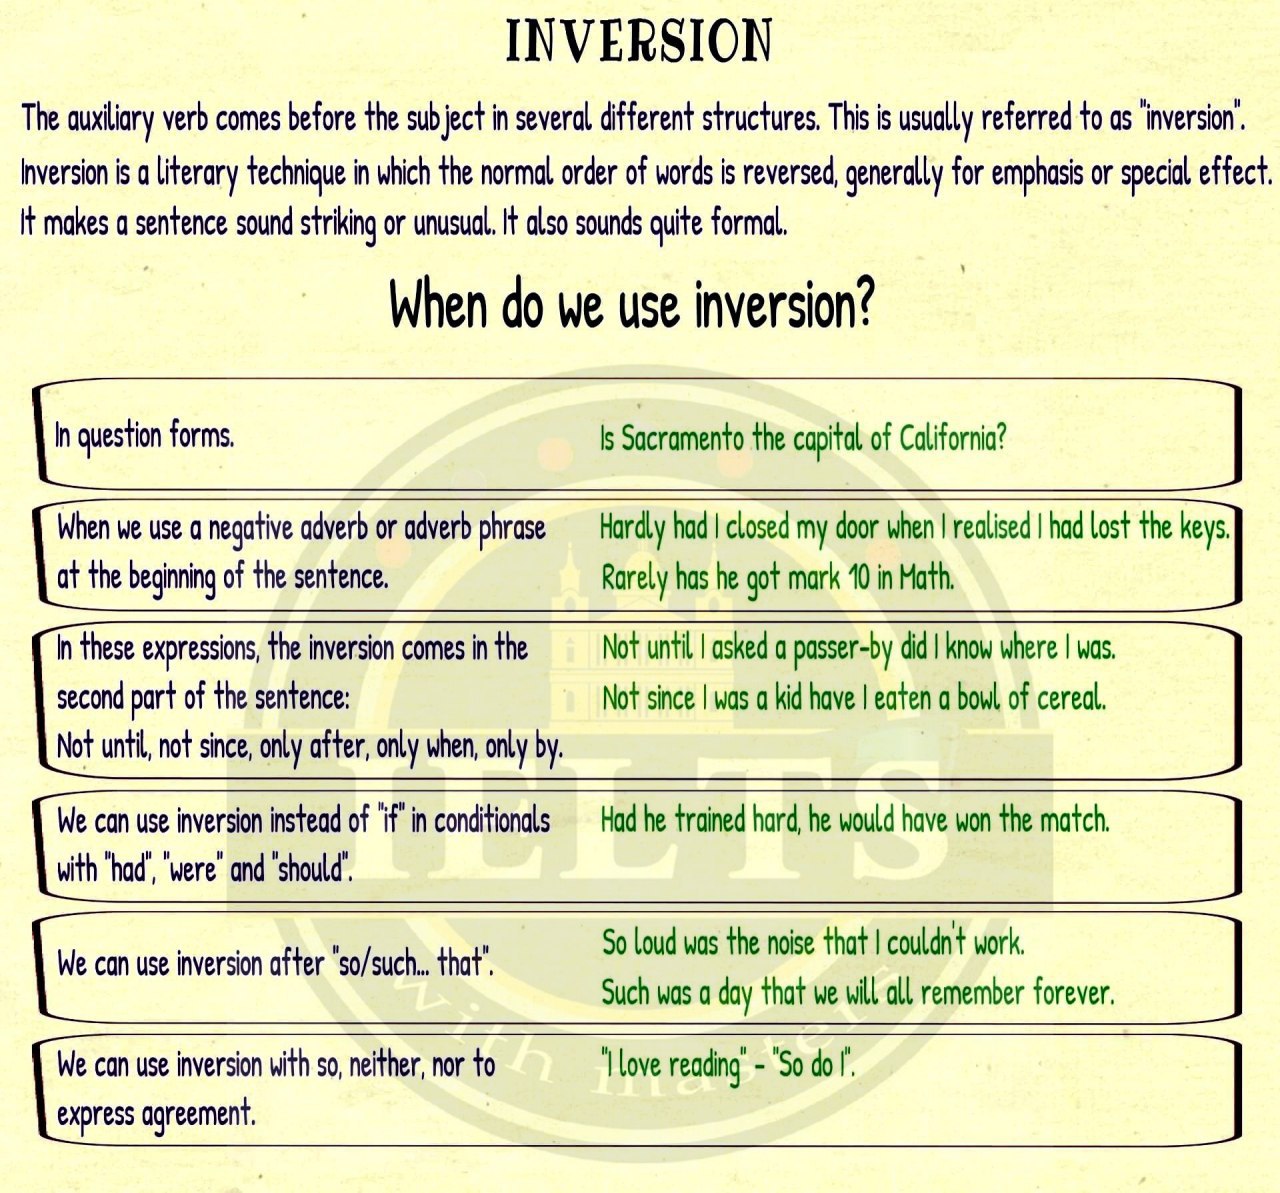 INVERSION
The auxiliary verb comes before the subject in several different structures. This is usually referred to as "inversion".
Inversion is a literary technique in which the normal order of words is reversed, generally for emphasis or special effect.
It makes a sentence sound striking or unusual. It also sounds quite formal.
When do we use inversion?
In question forms.
Is Sacramento the capital of California?
When we use a negative adverb or adverb phrase
at the beginning of the sentence.
Hardly had I closed my door when I realised I had lost the keys.
Rarely has he got mark 10 in Math.
In these expressions, the inversion comes in the
second part of the sentence:
Not until, not since, only after, only when, only by.
Not until I asked a passer-by did I know where I was.
Not since I was a kid have I eaten a bowl of cereal.
We can use inversion instead of "if" in conditionals
with "had", "were" and "should".
Had he trained hard, he would have won the match.
We can use inversion after "so/such... that".
So loud was the noise that I couldn't work.
Such was a day that we will all remember forever.
We can use inversion with so, neither, nor to
express agreement.
"I love reading" - "So do I".
IELTS
with masters